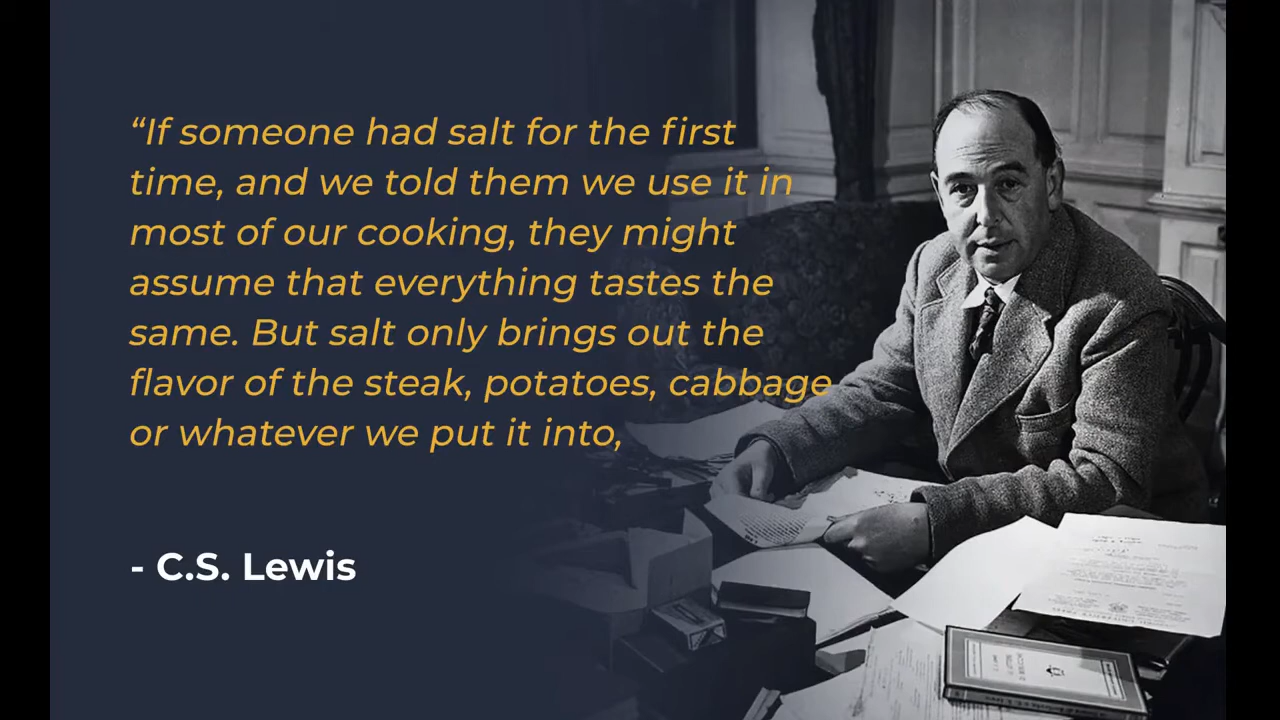 “If someone had salt for the first
time, and we told them we use it in
most of our cooking, they might
assume that everything tastes the
same. But salt only brings out the
flavor of the steak, potatoes, cabbage
or whatever we put it into,
- C.S. Lewis